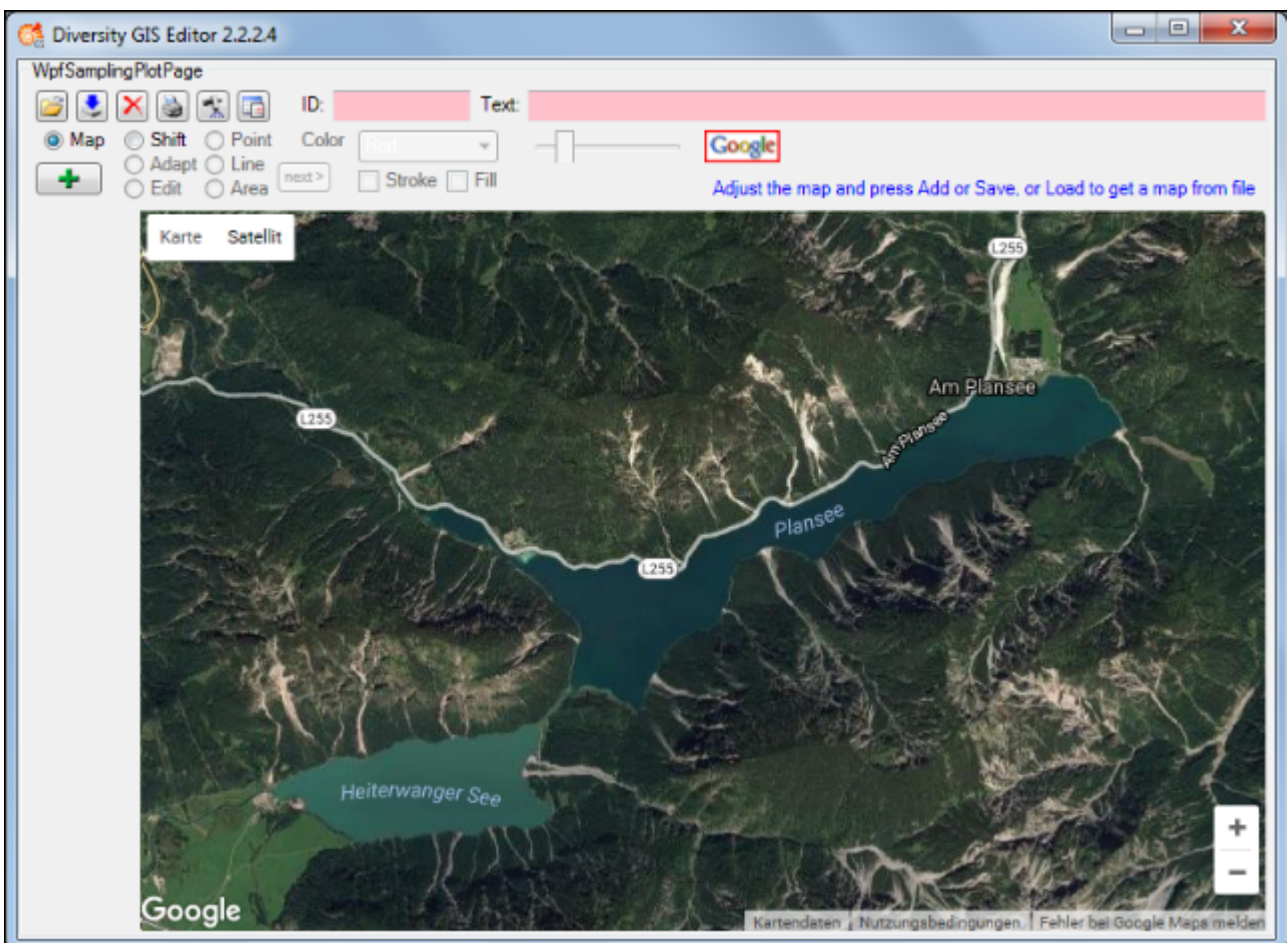 Diversity GIS Editor 2.2.2.4
WpfSamplingPlotPage
ID: Text:
Map Shift Point Color Red Google
Adapt Line
next > Stroke Fill
Edit Area
Adjust the map and press Add or Save, or Load to get a map from file
Karte Satellit
L255
Am Plansee
L255
Am Plansee
Plansee
L255
Heiterwanger See
+
−
Google
Kartendaten Nutzungsbedingungen Fehler bei Google Maps melden